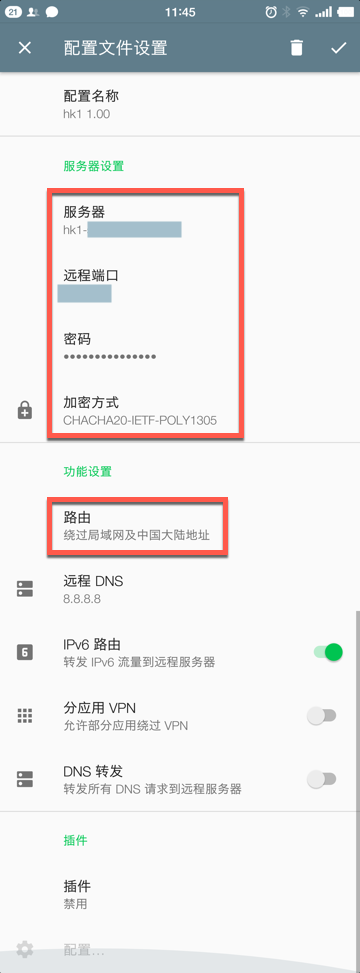 21
11:45
配置文件设置
配置名称
hk1 1.00
服务器设置
服务器
hk1-
远程端口
密码
••••••••••••••••
加密方式
CHACHA20-IETF-POLY1305
功能设置
路由
绕过局域网及中国大陆地址
远程 DNS
8.8.8.8
6
IPv6 路由
转发 IPv6 流量到远程服务器
分应用 VPN
允许部分应用绕过 VPN
DNS 转发
转发所有 DNS 请求到远程服务器
插件
插件
禁用
配置…